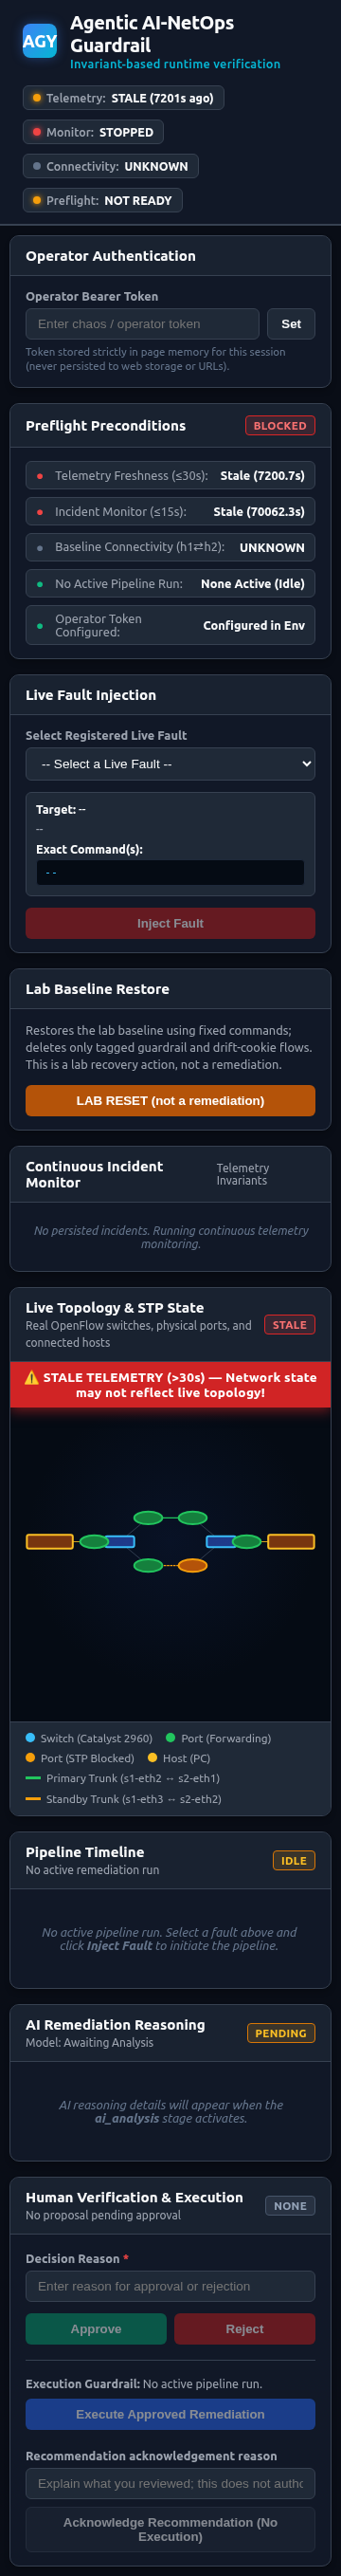 AGY
Agentic AI-NetOps
Guardrail
Invariant-based runtime verification
Telemetry: STALE (7201s ago)
Monitor: STOPPED
Connectivity: UNKNOWN
Preflight: NOT READY
Operator Authentication
Operator Bearer Token
Enter chaos / operator token
Set
Token stored strictly in page memory for this session
(never persisted to web storage or URLs).
Preflight Preconditions
BLOCKED
Telemetry Freshness (≤30s): Stale (7200.7s)
Incident Monitor (≤15s): Stale (70062.3s)
Baseline Connectivity (h1⇄h2): UNKNOWN
No Active Pipeline Run: None Active (Idle)
Operator Token
Configured:
Configured in Env
Live Fault Injection
Select Registered Live Fault
-- Select a Live Fault --
Target: --
--
Exact Command(s):
--
Inject Fault
Lab Baseline Restore
Restores the lab baseline using fixed commands;
deletes only tagged guardrail and drift-cookie flows.
This is a lab recovery action, not a remediation.
LAB RESET (not a remediation)
Continuous Incident
Monitor
Telemetry
Invariants
No persisted incidents. Running continuous telemetry
monitoring.
Live Topology & STP State
Real OpenFlow switches, physical ports, and
connected hosts
STALE
⚠️ STALE TELEMETRY (>30s) — Network state
may not reflect live topology!
Switch (Catalyst 2960) Port (Forwarding)
Port (STP Blocked) Host (PC)
Primary Trunk (s1-eth2 ↔ s2-eth1)
Standby Trunk (s1-eth3 ↔ s2-eth2)
Pipeline Timeline
No active remediation run
IDLE
No active pipeline run. Select a fault above and
click Inject Fault to initiate the pipeline.
AI Remediation Reasoning
Model: Awaiting Analysis
PENDING
AI reasoning details will appear when the
ai_analysis stage activates.
Human Verification & Execution
No proposal pending approval
NONE
Decision Reason *
Enter reason for approval or rejection
Approve
Reject
Execution Guardrail: No active pipeline run.
Execute Approved Remediation
Recommendation acknowledgement reason
Explain what you reviewed; this does not autho
Acknowledge Recommendation (No
Execution)